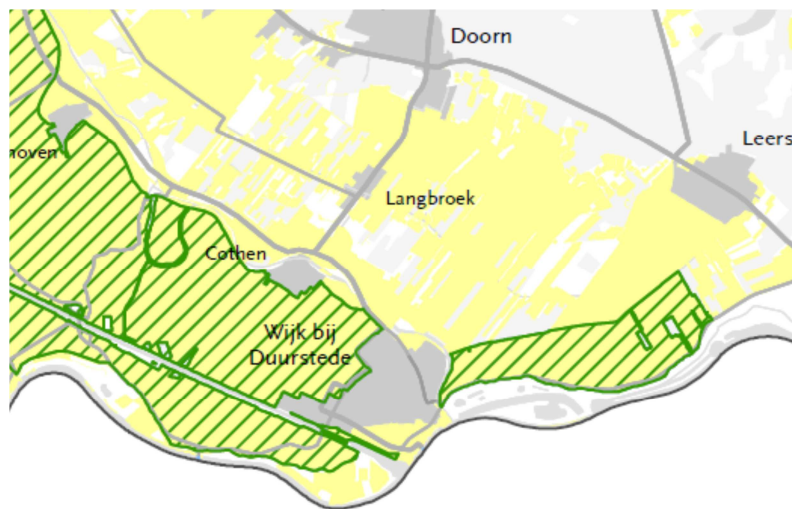 Doorn
Leers
hoven
Langbroek
Cothen
Wijk bij
Duurstede